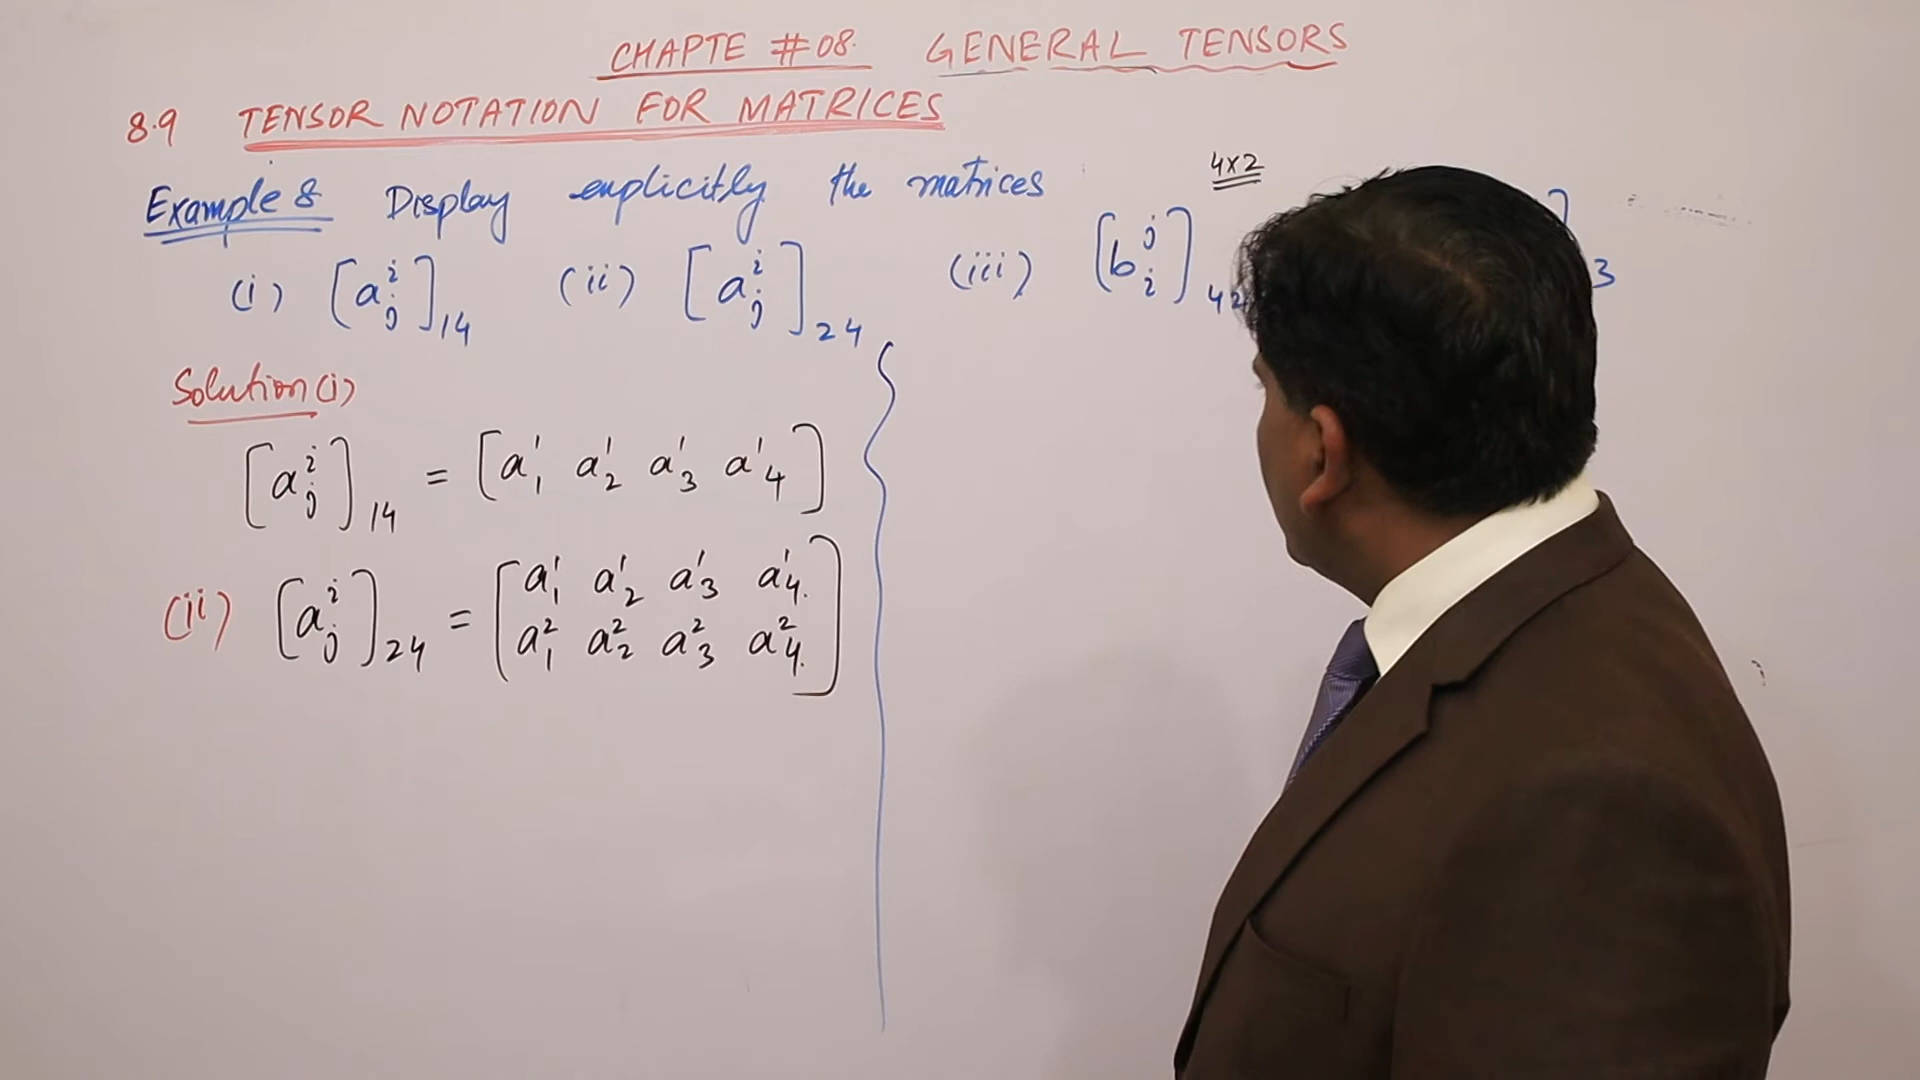 CHAPTE #08. GENERAL TENSORS
8.9 TENSOR NOTATION FOR MATRICES
Example 8 Display explicitly the matrices
4×2
(i) [a^i_j]_14 (ii) [a^i_j]_24 (iii) [b^j_i]_42 ]3
Solution (i)
[a^i_j]_14 = [a^1_1 a^1_2 a^1_3 a^1_4]
(ii) [a^i_j]_24 = [a^1_1 a^1_2 a^1_3 a^1_4.
a^2_1 a^2_2 a^2_3 a^2_4.]